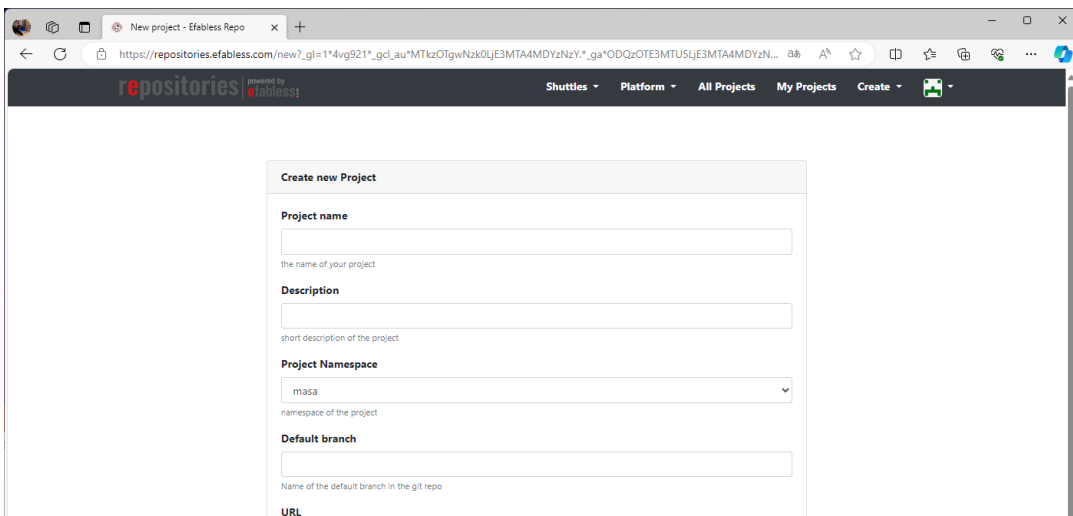 New project - Efabless Repo
https://repositories.efabless.com/new?_gl=1*4vg921*_gcl_au*MTkzOTgwNzk0LjE3MTA4MDYzNzY.*_ga*ODQzOTE3MTU5LjE3MTA4MDYzN...
repositories powered by efabless
Shuttles Platform All Projects My Projects Create
Create new Project
Project name
the name of your project
Description
short description of the project
Project Namespace
masa
namespace of the project
Default branch
Name of the default branch in the git repo
URL